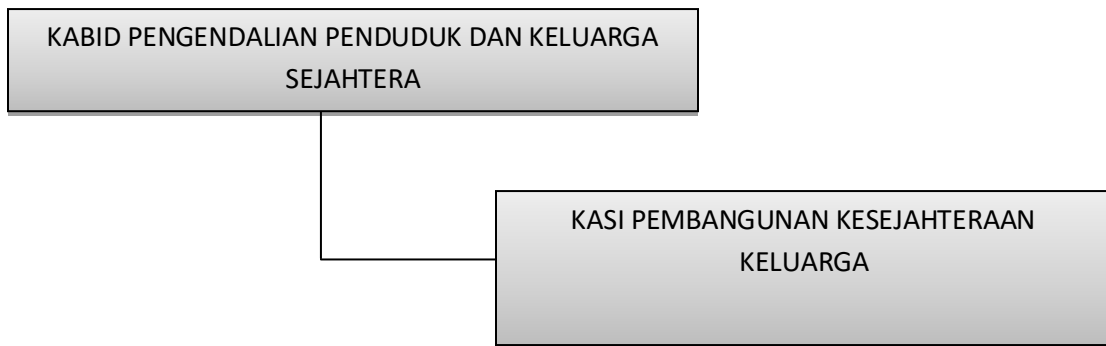 KABID PENGENDALIAN PENDUDUK DAN KELUARGA
SEJAHTERA
KASI PEMBANGUNAN KESEJAHTERAAN
KELUARGA